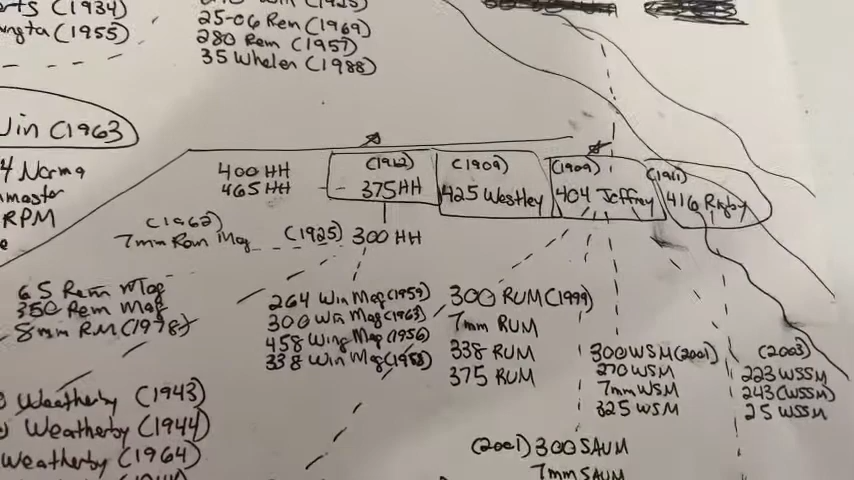 (1934)
(1955)
25-06 Rem (1969)
280 Rem (1957)
35 Whelen (1988)
Win (1963)
Norma
RPM
400 HH
465 HH
(1912)
375 HH
(1909)
425 Westley
(1909)
404 Jeffrey
(1911)
416 Rigby
(1962)
7mm Rem Mag
(1925) 300 HH
6.5 Rem Mag
350 Rem Mag
8mm RM (1978)
264 Win Mag (1959)
300 Win Mag (1963)
458 Wing Mag (1956)
338 Win Mag (1958)
300 RUM (1999)
7mm RUM
338 RUM
375 RUM
300 WSM (2001)
270 WSM
7mm WSM
325 WSM
(2003)
223 WSSM
243 (WSSM)
25 WSSM
Weatherby (1943)
Weatherby (1944)
Weatherby (1964)
(2001) 300 SAUM
7mm SAUM